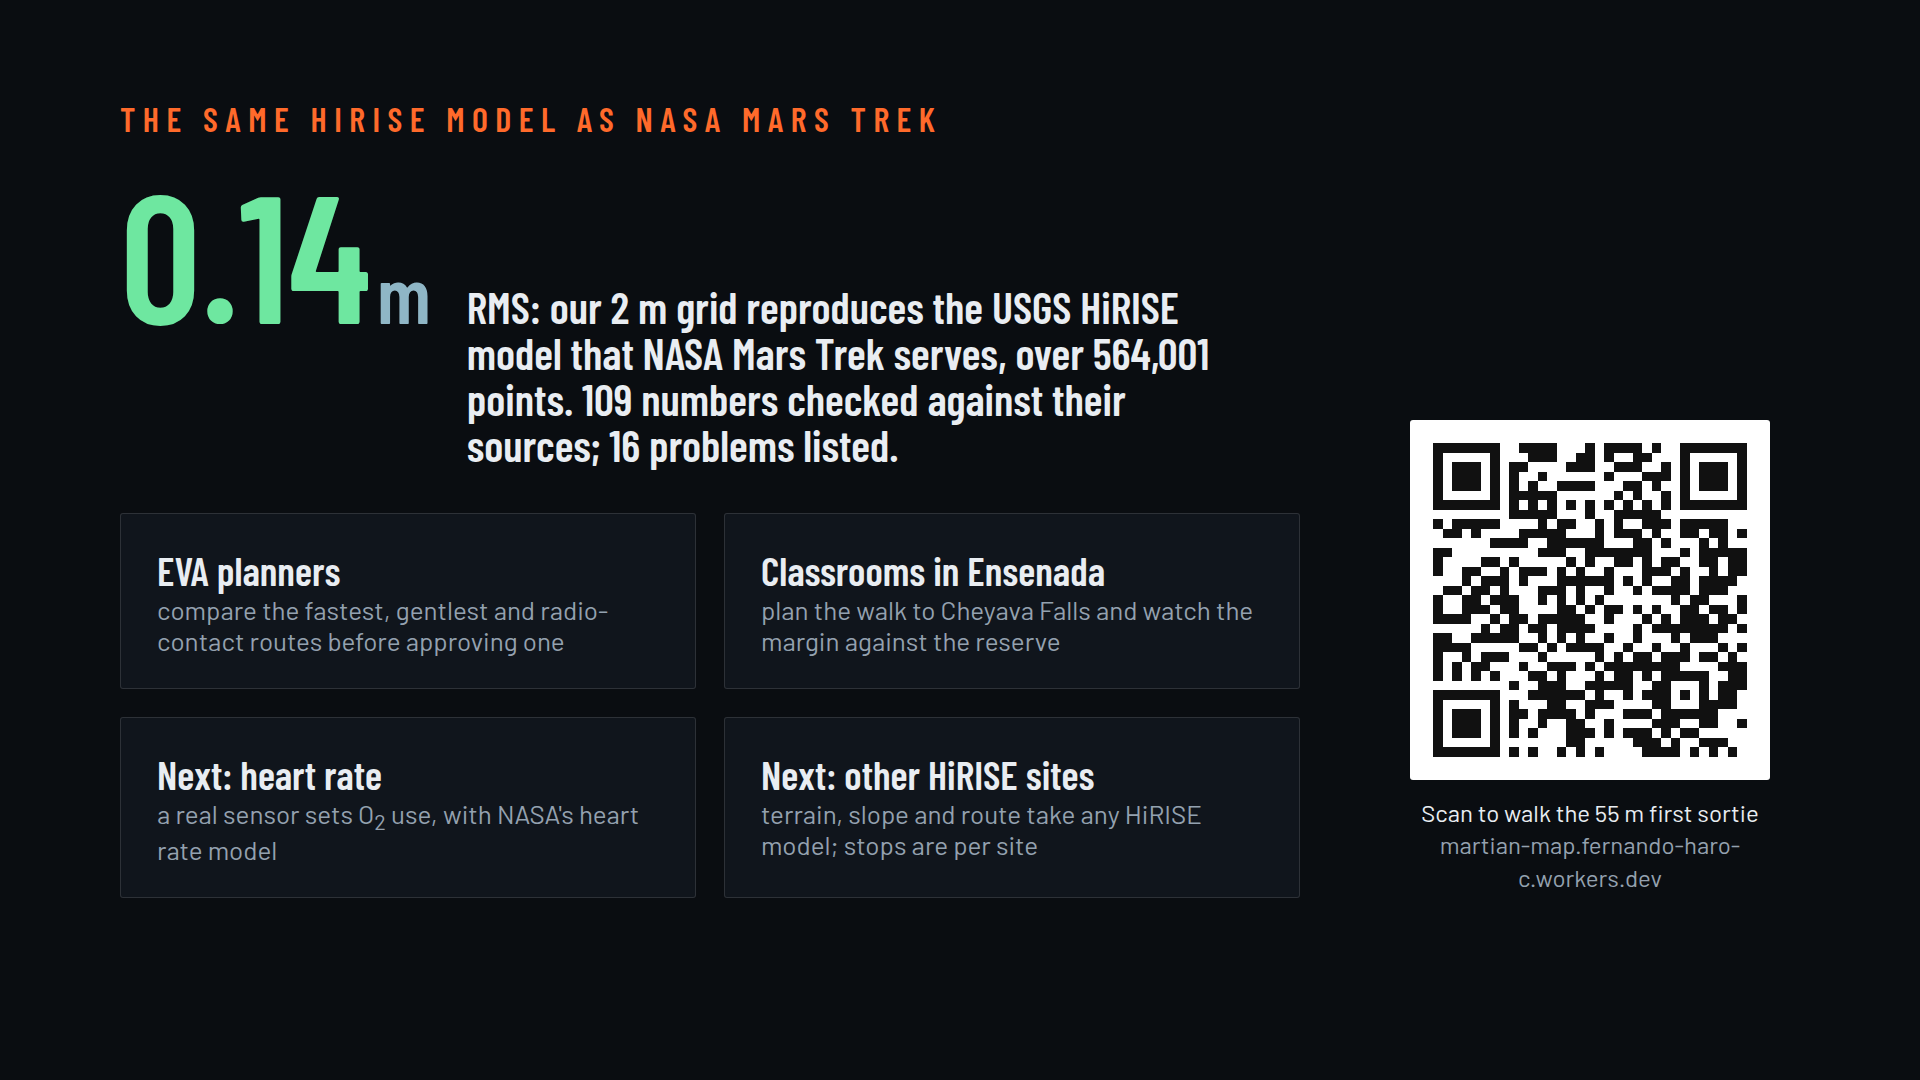 THE SAME HIRISE MODEL AS NASA MARS TREK
0.14 m
RMS: our 2 m grid reproduces the USGS HiRISE
model that NASA Mars Trek serves, over 564,001
points. 109 numbers checked against their
sources; 16 problems listed.
EVA planners
compare the fastest, gentlest and radio-
contact routes before approving one
Classrooms in Ensenada
plan the walk to Cheyava Falls and watch the
margin against the reserve
Next: heart rate
a real sensor sets O₂ use, with NASA's heart
rate model
Next: other HiRISE sites
terrain, slope and route take any HiRISE
model; stops are per site
Scan to walk the 55 m first sortie
martian-map.fernando-haro-
c.workers.dev